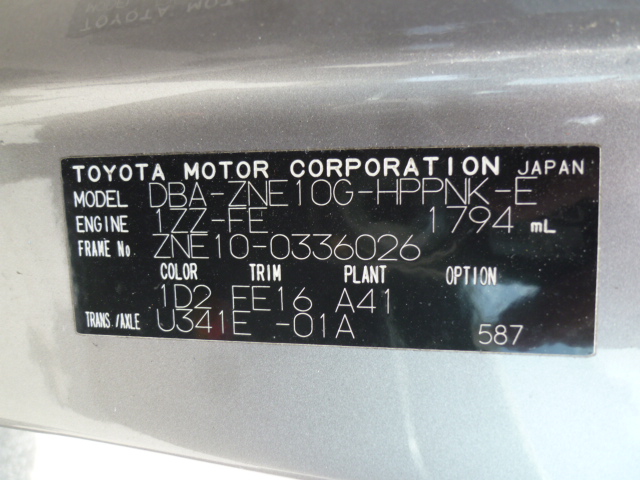 TOYOTA MOTOR CORPORATION JAPAN
MODEL DBA-ZNE10G-HPPNK-E
ENGINE 1ZZ-FE 1794 mL
FRAME No ZNE10-0336026
COLOR TRIM PLANT OPTION
1D2 EE16 A41
TRANS./AXLE U341E -01A
587